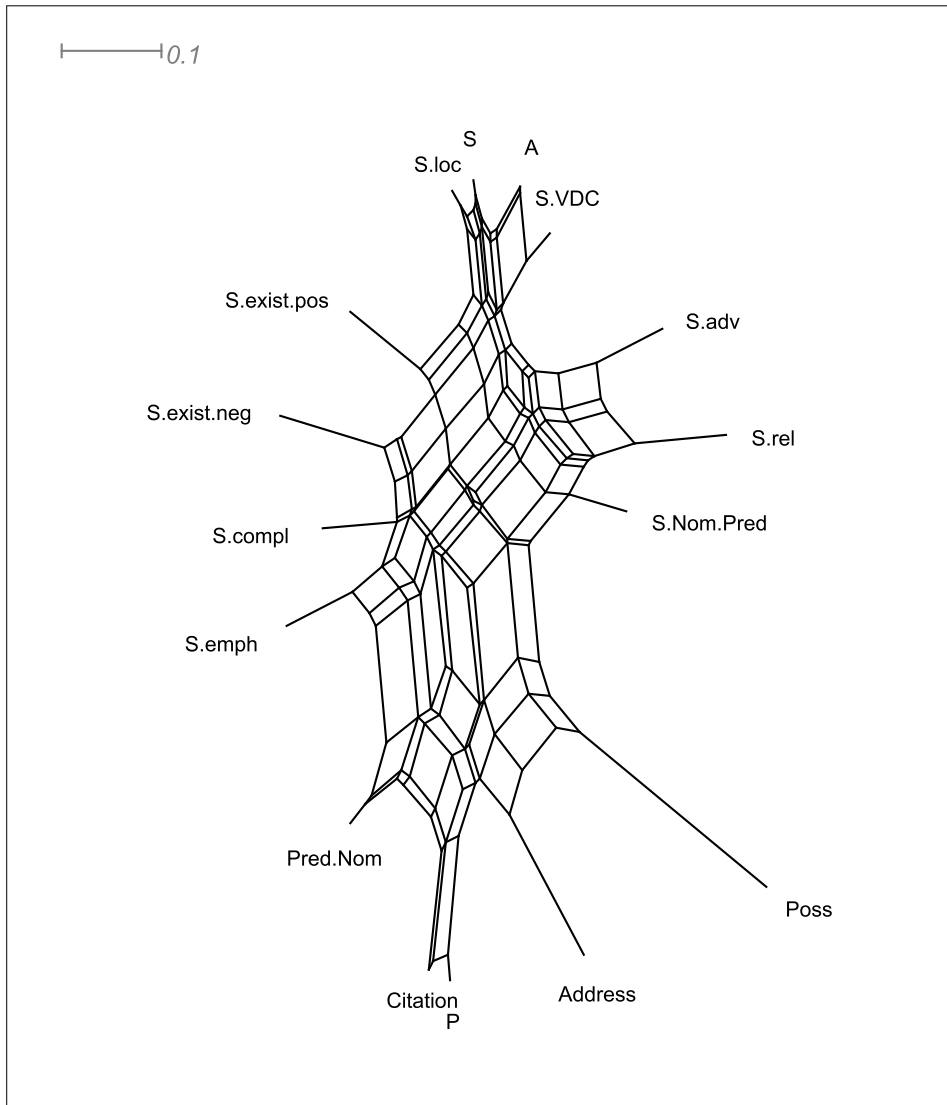 0.1
S
A
S.loc
S.VDC
S.exist.pos
S.adv
S.exist.neg
S.rel
S.Nom.Pred
S.compl
S.emph
Pred.Nom
Poss
Address
Citation
P